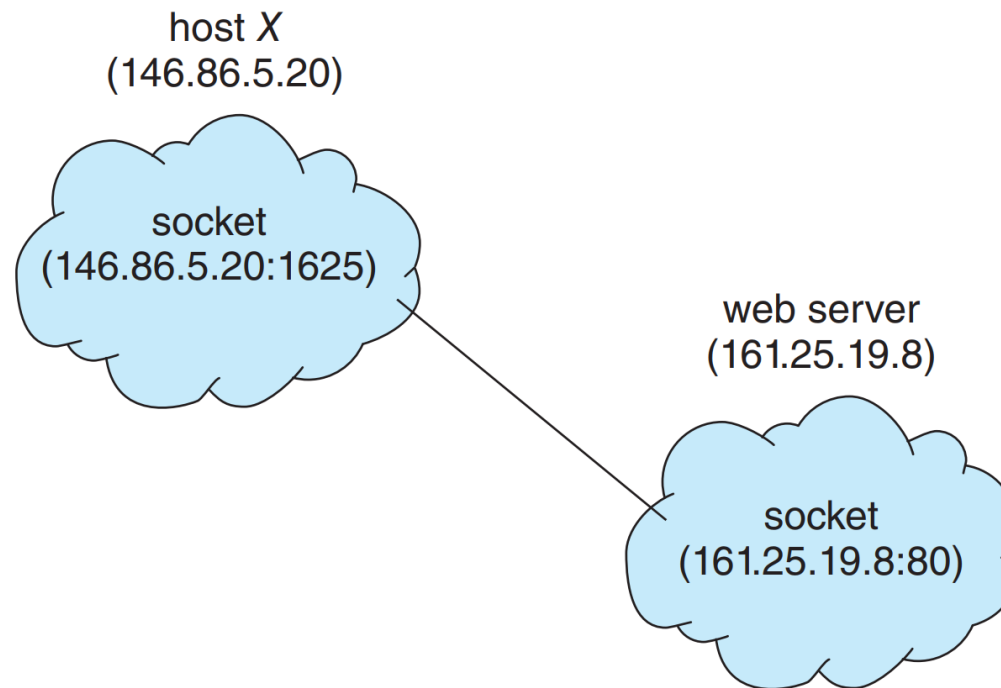 host X
(146.86.5.20)
socket
(146.86.5.20:1625)
web server
(161.25.19.8)
socket
(161.25.19.8:80)